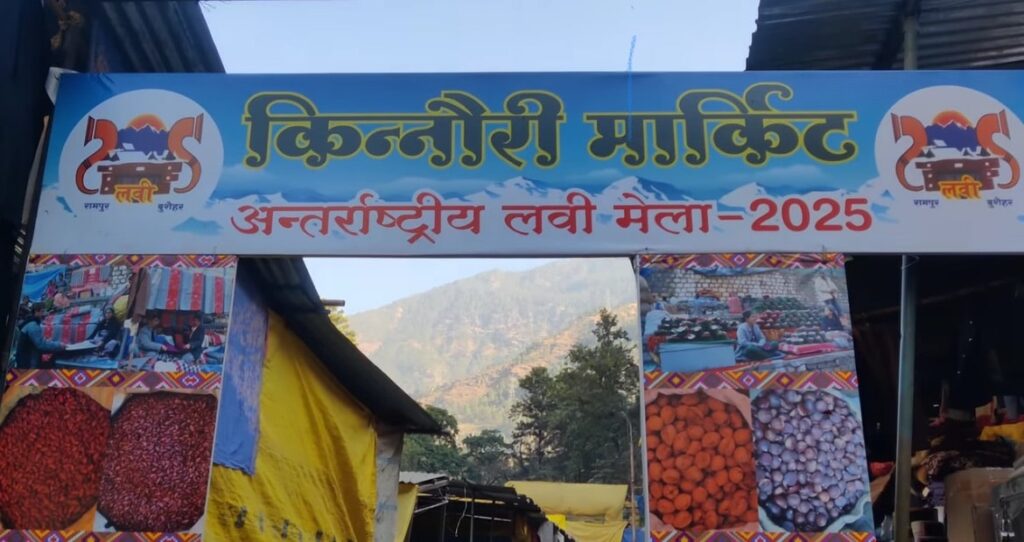 किन्नौरी मार्किट
अन्तर्राष्ट्रीय लवी मेला-2025
लवी
रामपुर बुशैहर
लवी
रामपुर बुशैहर